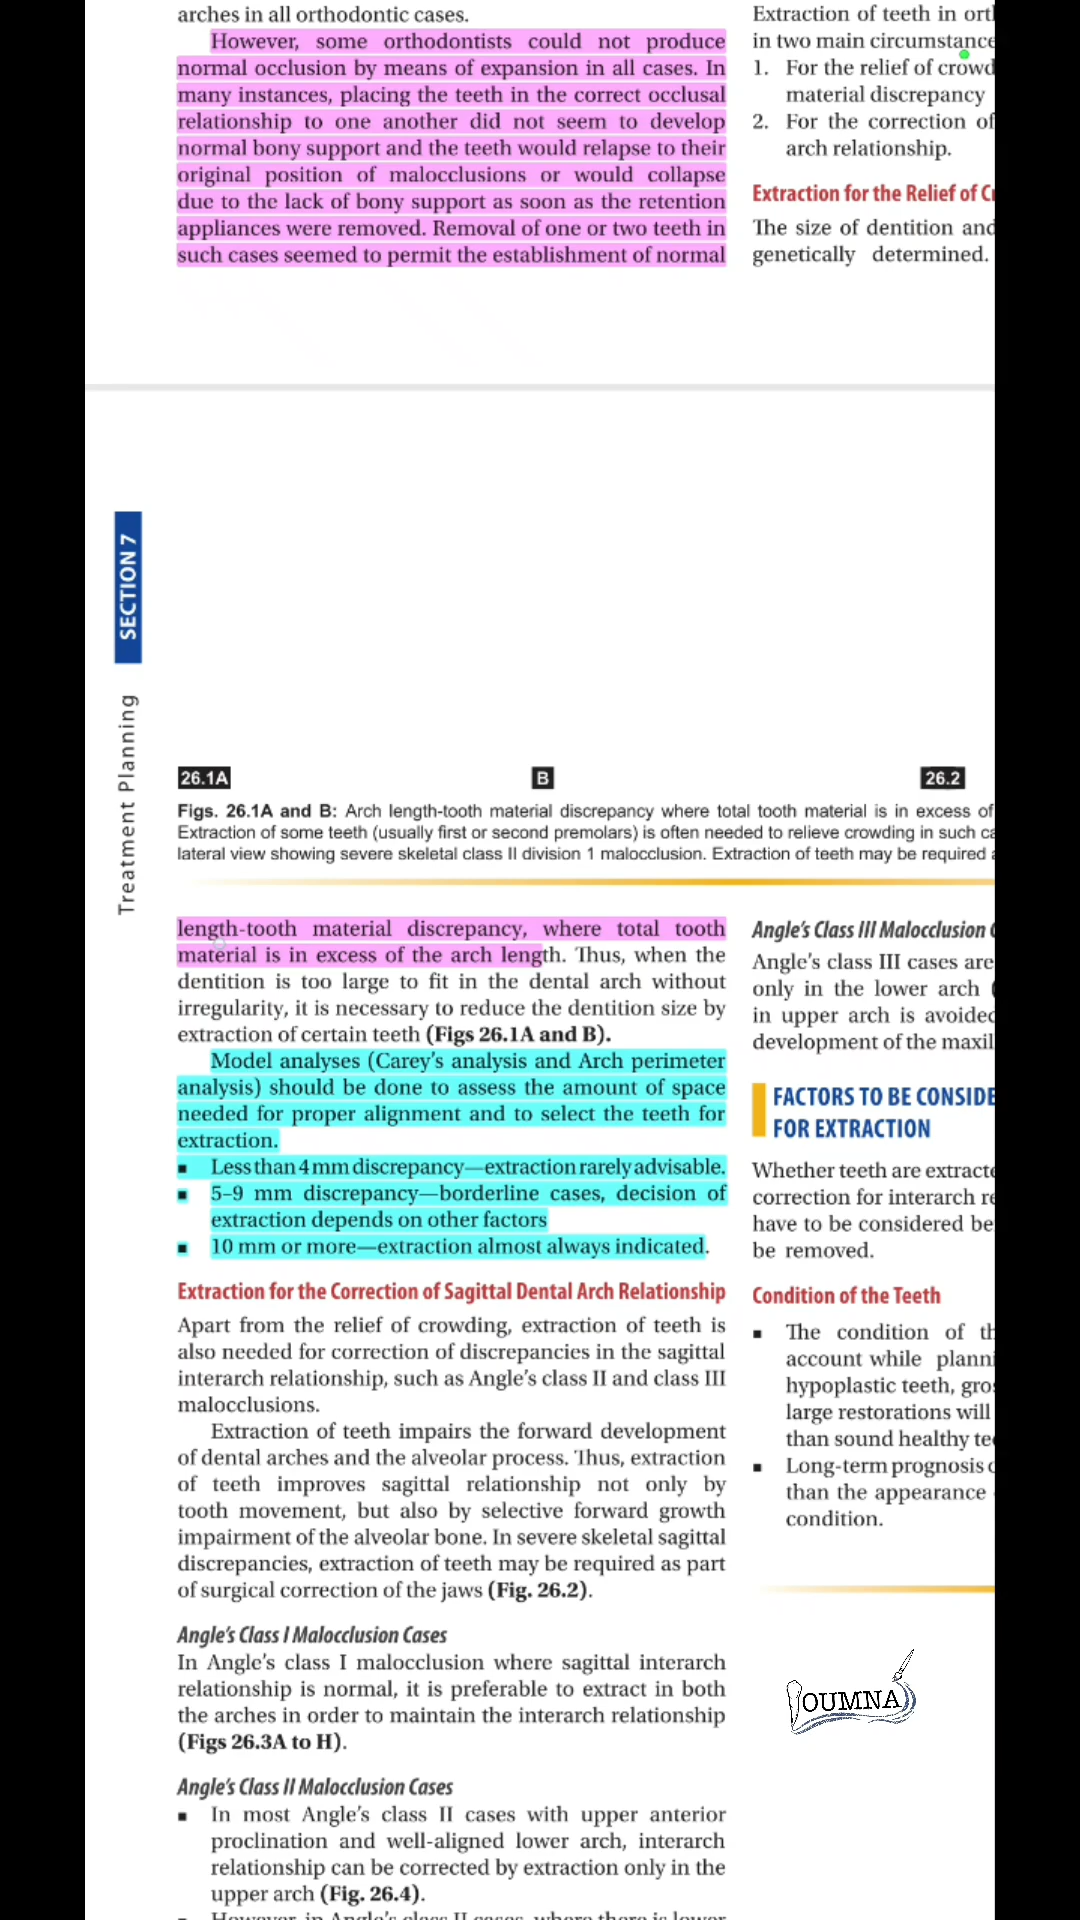 arches in all orthodontic cases.
However, some orthodontists could not produce
normal occlusion by means of expansion in all cases. In
many instances, placing the teeth in the correct occlusal
relationship to one another did not seem to develop
normal bony support and the teeth would relapse to their
original position of malocclusions or would collapse
due to the lack of bony support as soon as the retention
appliances were removed. Removal of one or two teeth in
such cases seemed to permit the establishment of normal
Extraction of teeth in ort
in two main circumstance
1. For the relief of crowd
material discrepancy
2. For the correction of
arch relationship.
Extraction for the Relief of C
The size of dentition and
genetically determined.
SECTION 7
Treatment Planning
26.1A
B
26.2
Figs. 26.1A and B: Arch length-tooth material discrepancy where total tooth material is in excess of
Extraction of some teeth (usually first or second premolars) is often needed to relieve crowding in such ca
lateral view showing severe skeletal class II division 1 malocclusion. Extraction of teeth may be required
length-tooth material discrepancy, where total tooth
material is in excess of the arch length. Thus, when the
dentition is too large to fit in the dental arch without
irregularity, it is necessary to reduce the dentition size by
extraction of certain teeth (Figs 26.1A and B).
Model analyses (Carey's analysis and Arch perimeter
analysis) should be done to assess the amount of space
needed for proper alignment and to select the teeth for
extraction.
▪ Less than 4 mm discrepancy—extraction rarely advisable.
▪ 5–9 mm discrepancy—borderline cases, decision of
extraction depends on other factors
▪ 10 mm or more—extraction almost always indicated.
Extraction for the Correction of Sagittal Dental Arch Relationship
Apart from the relief of crowding, extraction of teeth is
also needed for correction of discrepancies in the sagittal
interarch relationship, such as Angle's class II and class III
malocclusions.
Extraction of teeth impairs the forward development
of dental arches and the alveolar process. Thus, extraction
of teeth improves sagittal relationship not only by
tooth movement, but also by selective forward growth
impairment of the alveolar bone. In severe skeletal sagittal
discrepancies, extraction of teeth may be required as part
of surgical correction of the jaws (Fig. 26.2).
Angle's Class I Malocclusion Cases
In Angle's class I malocclusion where sagittal interarch
relationship is normal, it is preferable to extract in both
the arches in order to maintain the interarch relationship
(Figs 26.3A to H).
Angle's Class II Malocclusion Cases
▪ In most Angle's class II cases with upper anterior
proclination and well-aligned lower arch, interarch
relationship can be corrected by extraction only in the
upper arch (Fig. 26.4).
▪ However, in Angle's class II cases, where there is lower
Angle's Class III Malocclusion
Angle's class III cases are
only in the lower arch (
in upper arch is avoided
development of the maxil
FACTORS TO BE CONSIDE
FOR EXTRACTION
Whether teeth are extracte
correction for interarch re
have to be considered be
be removed.
Condition of the Teeth
▪ The condition of th
account while planni
hypoplastic teeth, gros
large restorations will
than sound healthy tee
▪ Long-term prognosis o
than the appearance
condition.
JOUMNA